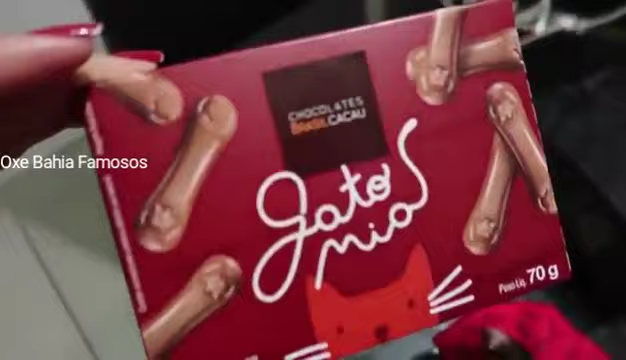 CHOCOLATES
BRASIL CACAU
Oxe Bahia Famosos
gato
mia
Peso Líq. 70 g